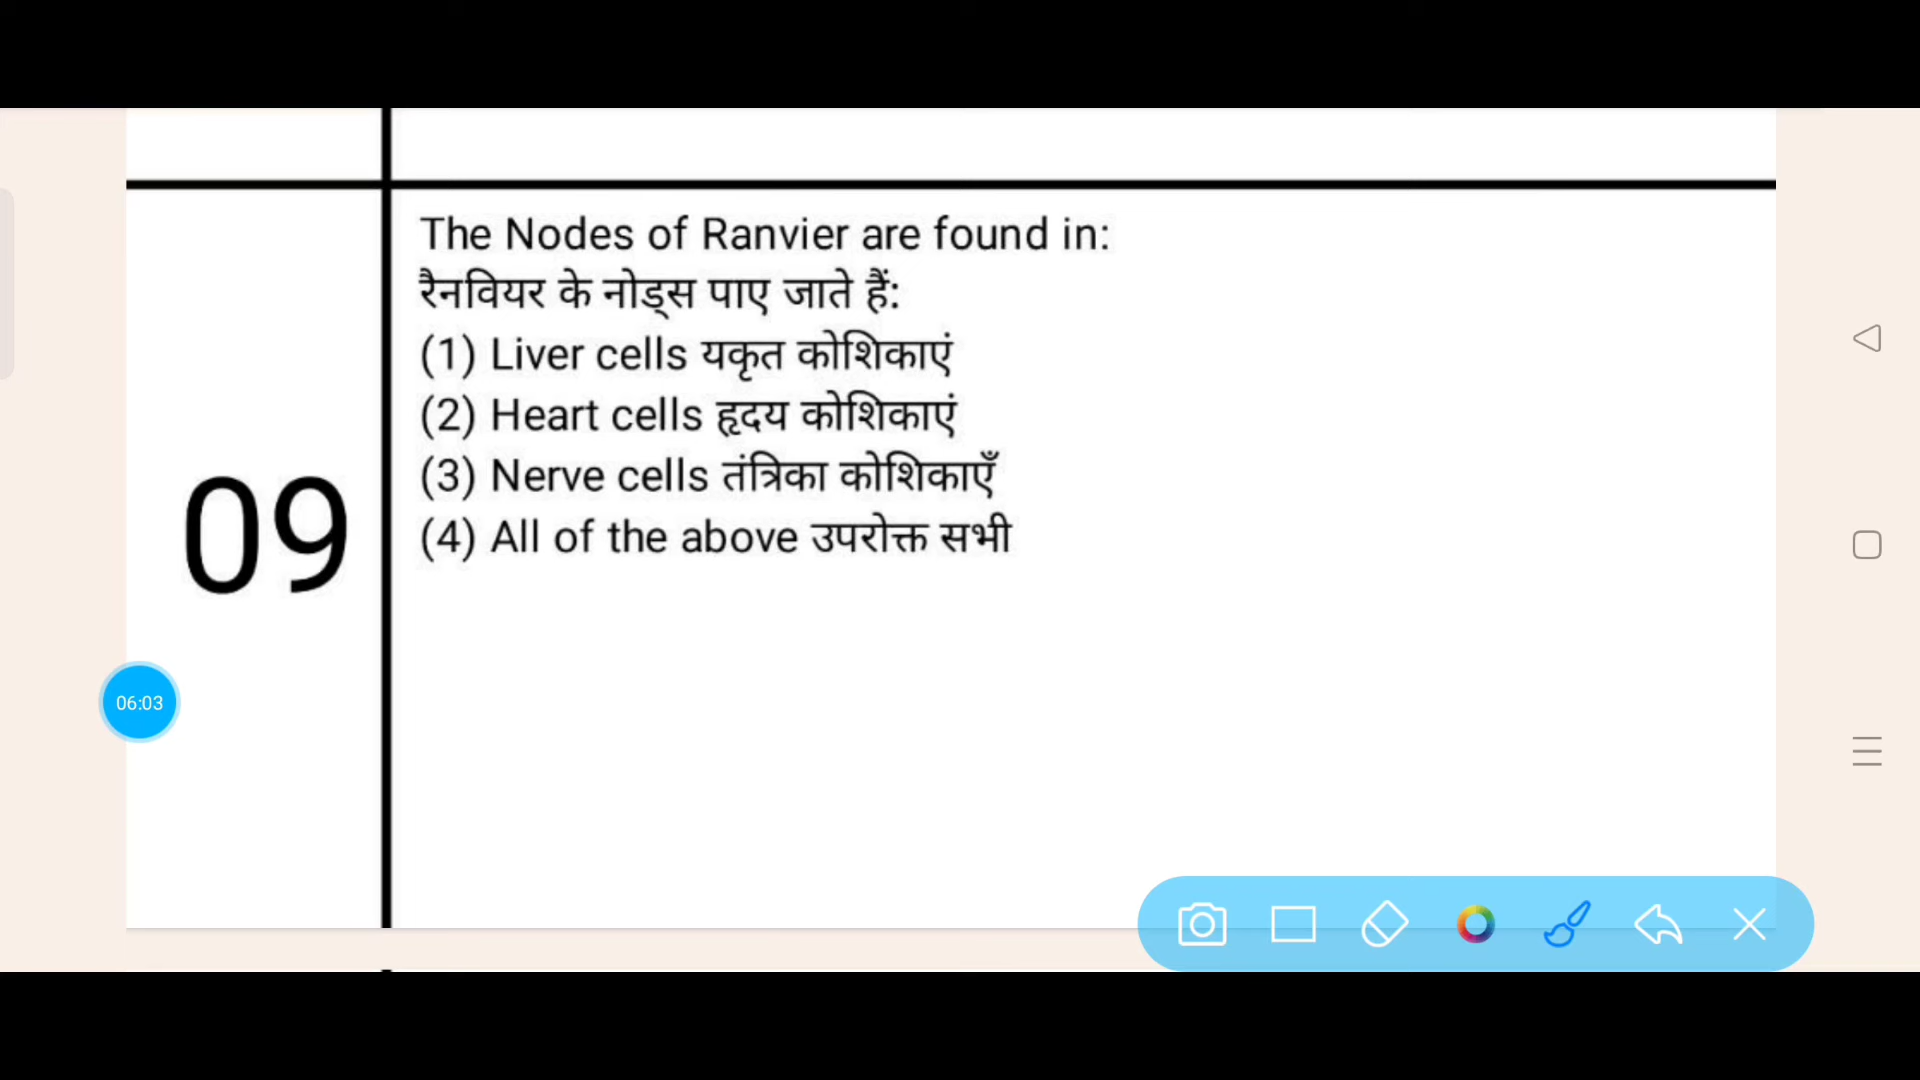 The Nodes of Ranvier are found in:
रैनवियर के नोड्स पाए जाते हैं:
(1) Liver cells यकृत कोशिकाएं
(2) Heart cells हृदय कोशिकाएं
(3) Nerve cells तंत्रिका कोशिकाएँ
(4) All of the above उपरोक्त सभी
09
06:03